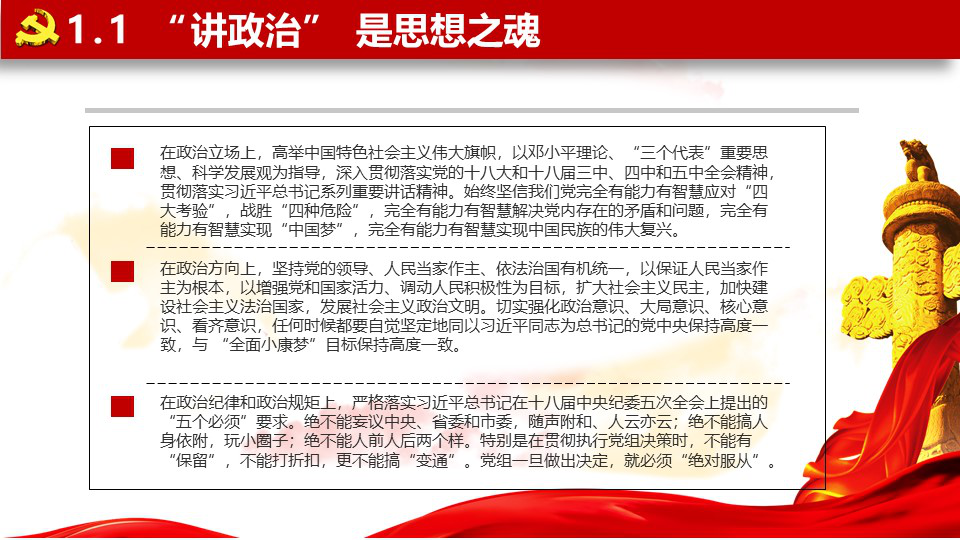 1.1 “讲政治” 是思想之魂
在政治立场上，高举中国特色社会主义伟大旗帜，以邓小平理论、“三个代表”重要思
想、科学发展观为指导，深入贯彻落实党的十八大和十八届三中、四中和五中全会精神，
贯彻落实习近平总书记系列重要讲话精神。始终坚信我们党完全有能力有智慧应对“四
大考验”，战胜“四种危险”，完全有能力有智慧解决党内存在的矛盾和问题，完全有
能力有智慧实现“中国梦”，完全有能力有智慧实现中国民族的伟大复兴。
在政治方向上，坚持党的领导、人民当家作主、依法治国有机统一，以保证人民当家作
主为根本，以增强党和国家活力、调动人民积极性为目标，扩大社会主义民主，加快建
设社会主义法治国家，发展社会主义政治文明。切实强化政治意识、大局意识、核心意
识、看齐意识，任何时候都要自觉坚定地同以习近平同志为总书记的党中央保持高度一
致，与 “全面小康梦”目标保持高度一致。
在政治纪律和政治规矩上，严格落实习近平总书记在十八届中央纪委五次全会上提出的
“五个必须”要求。绝不能妄议中央、省委和市委，随声附和、人云亦云；绝不能搞人
身依附，玩小圈子；绝不能人前人后两个样。特别是在贯彻执行党组决策时，不能有
“保留”，不能打折扣，更不能搞“变通”。党组一旦做出决定，就必须“绝对服从”。